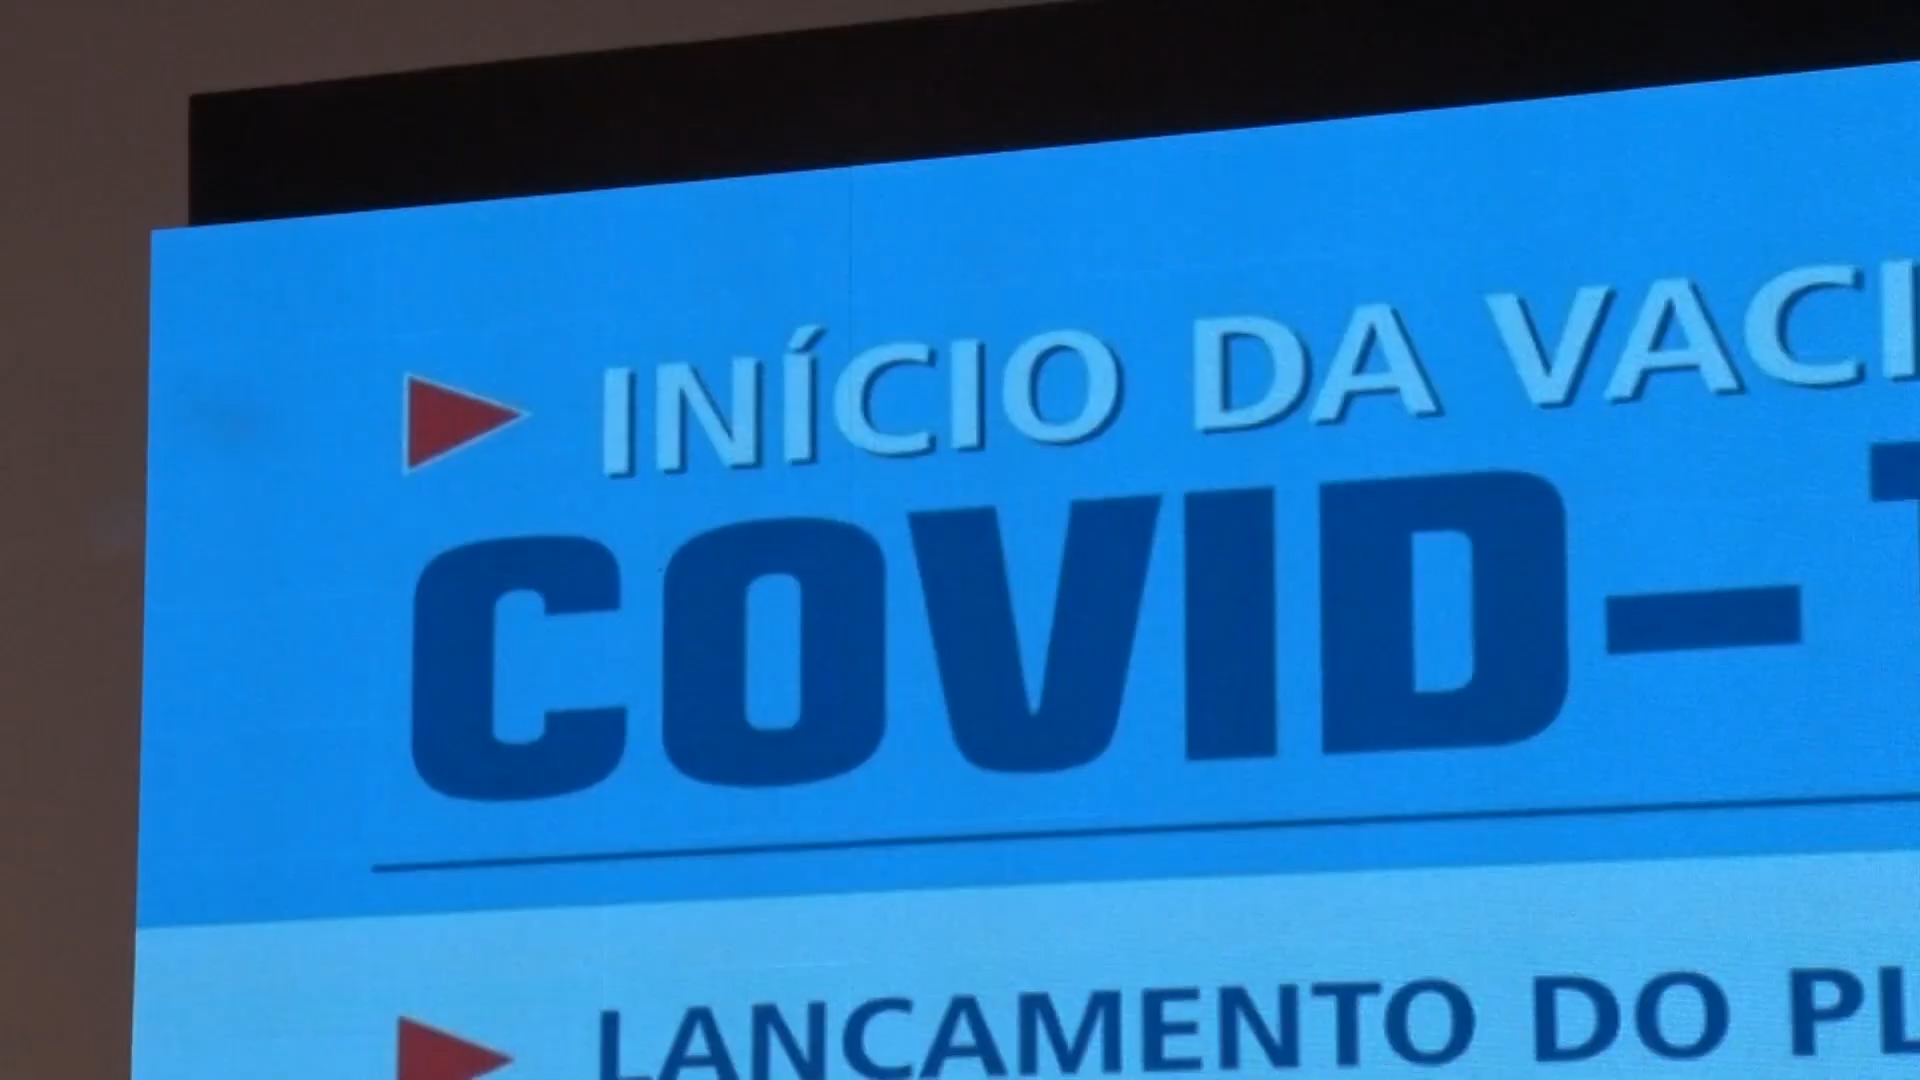 INÍCIO DA VACI
COVID-
LANÇAMENTO DO PL